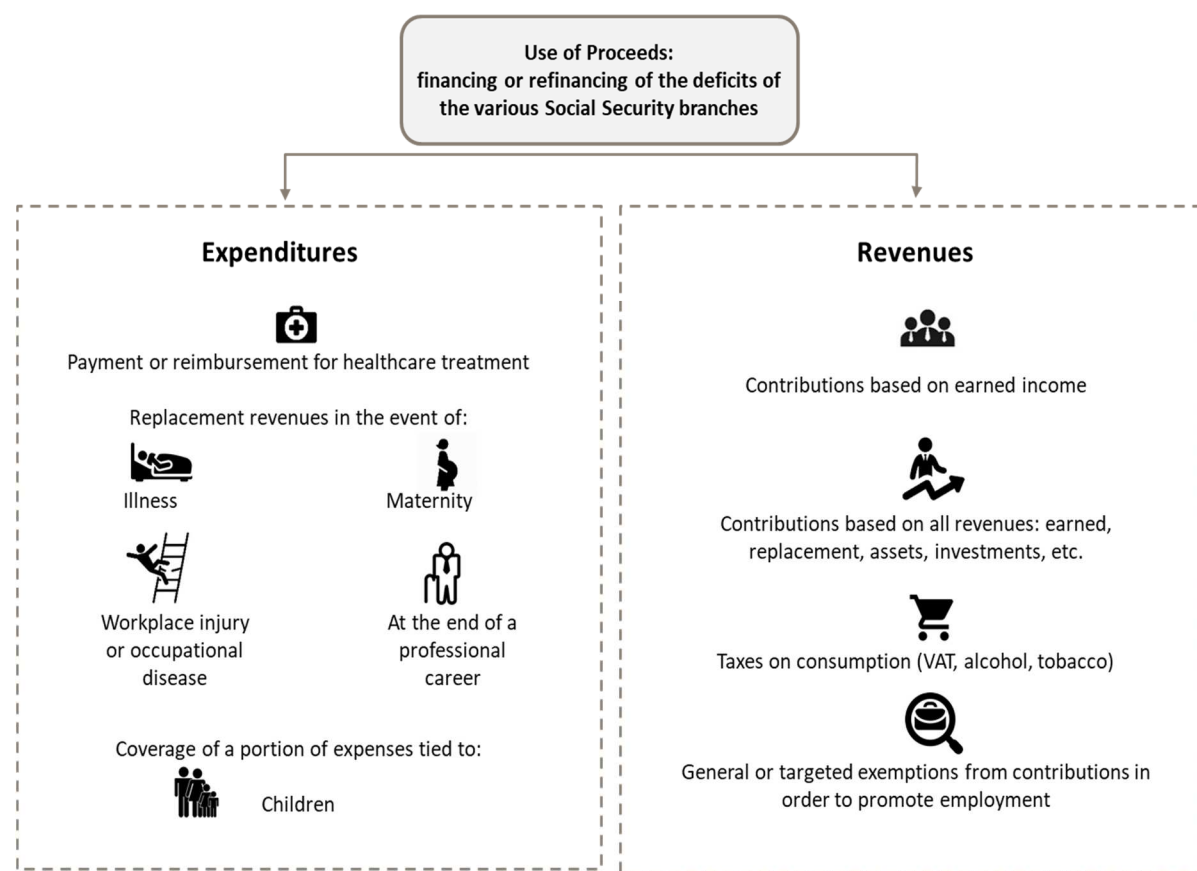 Use of Proceeds:
financing or refinancing of the deficits of
the various Social Security branches
Expenditures
Payment or reimbursement for healthcare treatment
Replacement revenues in the event of:
Illness
Maternity
Workplace injury
or occupational
disease
At the end of a
professional
career
Coverage of a portion of expenses tied to:
Children
Revenues
Contributions based on earned income
Contributions based on all revenues: earned,
replacement, assets, investments, etc.
Taxes on consumption (VAT, alcohol, tobacco)
General or targeted exemptions from contributions in
order to promote employment